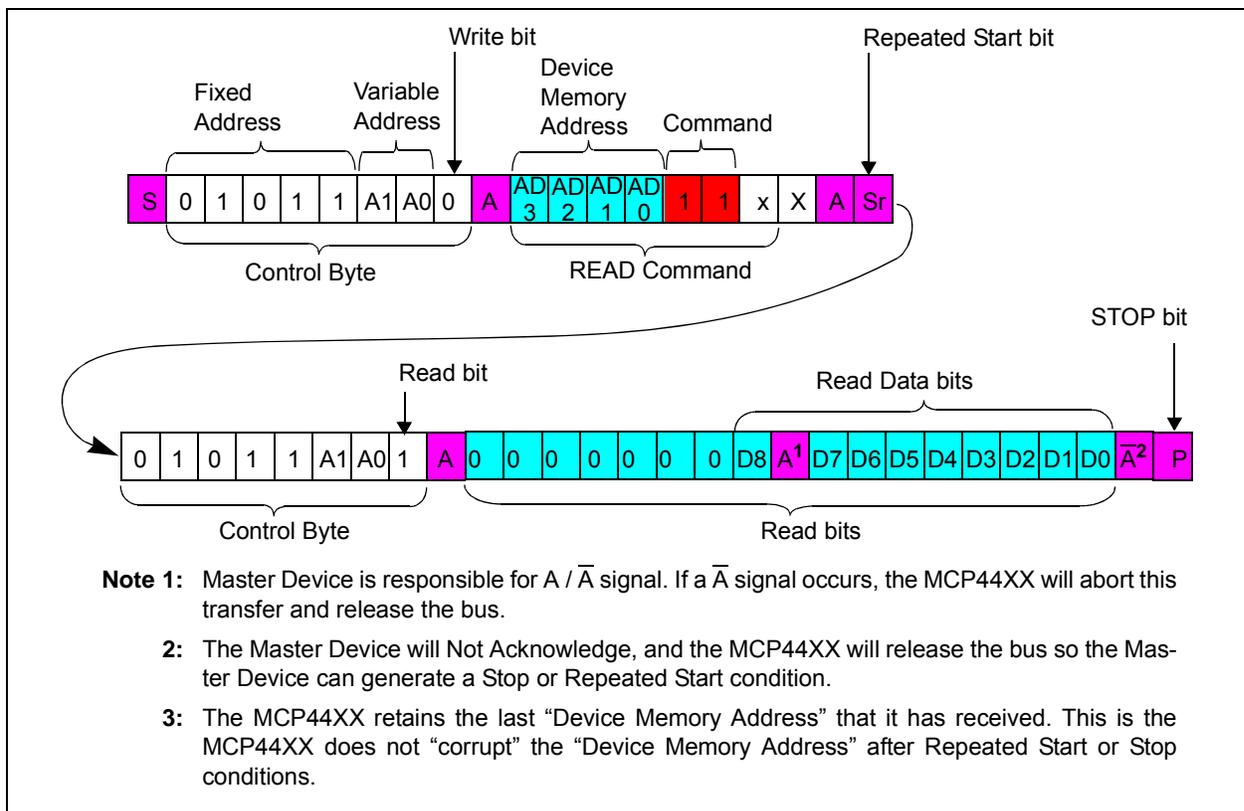 Write bit
Repeated Start bit
Fixed
Address
Variable
Address
Device
Memory
Address
Command
S 0 1 0 1 1 A1 A0 0 A AD3 AD2 AD1 AD0 1 1 x X A Sr
Control Byte
READ Command
STOP bit
Read bit
Read Data bits
0 1 0 1 1 A1 A0 1 A 0 0 0 0 0 0 0 D8 A¹ D7 D6 D5 D4 D3 D2 D1 D0 A̅² P
Control Byte
Read bits
Note 1: Master Device is responsible for A / A̅ signal. If a A̅ signal occurs, the MCP44XX will abort this
transfer and release the bus.
2: The Master Device will Not Acknowledge, and the MCP44XX will release the bus so the Mas-
ter Device can generate a Stop or Repeated Start condition.
3: The MCP44XX retains the last “Device Memory Address” that it has received. This is the
MCP44XX does not “corrupt” the “Device Memory Address” after Repeated Start or Stop
conditions.